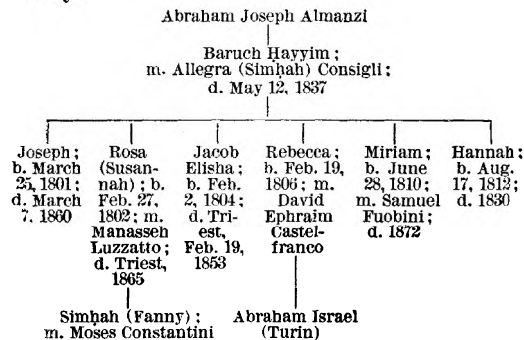 Abraham Joseph Almanzi
Baruch Ḥayyim ;
m. Allegra (Simḥah) Consigli ;
d. May 12, 1837
Joseph ;
b. March
25, 1801 ;
d. March
7, 1860
Rosa
(Susan-
nah) ; b.
Feb. 27,
1802 ; m.
Manasseh
Luzzatto ;
d. Triest,
1865
Jacob
Elisha ;
b. Feb.
2, 1804 ;
d. Tri-
est,
Feb. 19,
1853
Rebecca ;
b. Feb. 19,
1806 ; m.
David
Ephraim
Castel-
franco
Miriam ;
b. June
28, 1810 ;
m. Samuel
Fuobini ;
d. 1872
Hannah ;
b. Aug.
17, 1812 ;
d. 1830
Simḥah (Fanny) ;
m. Moses Constantini
Abraham Israel
(Turin)